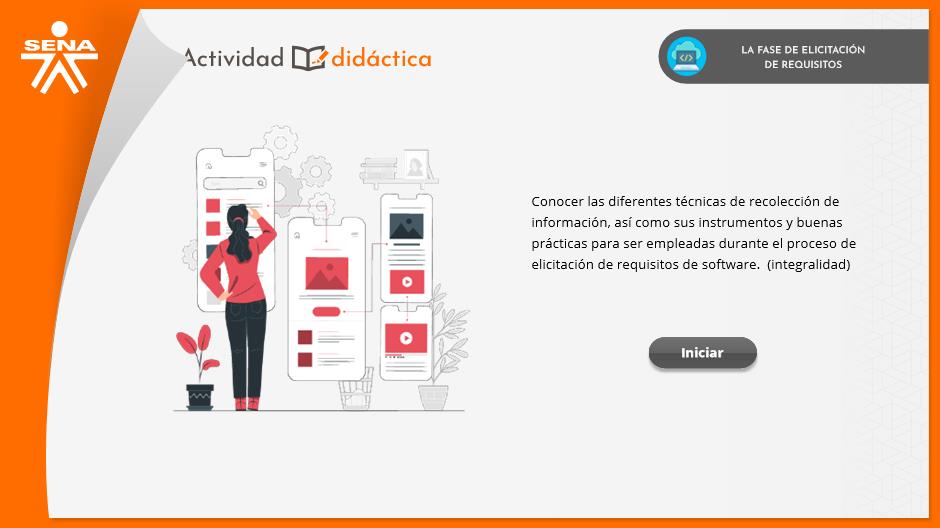 SENA
Actividad didáctica
LA FASE DE ELICITACIÓN
DE REQUISITOS
Conocer las diferentes técnicas de recolección de
información, así como sus instrumentos y buenas
prácticas para ser empleadas durante el proceso de
elicitación de requisitos de software. (integralidad)
Iniciar